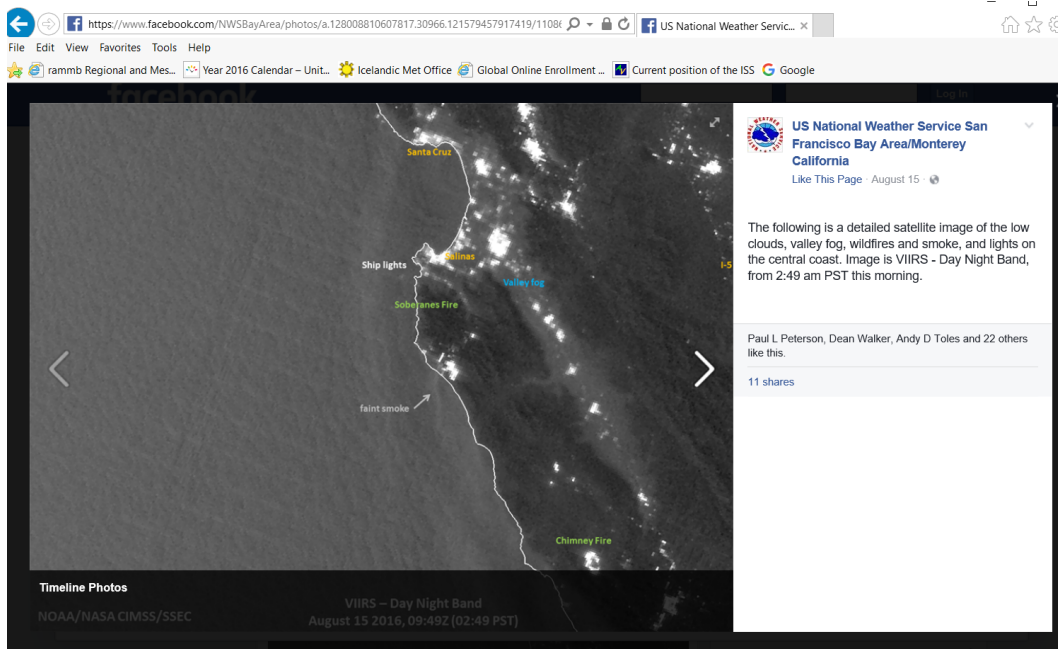 https://www.facebook.com/NWSBayArea/photos/a.128008810607817.30966.121579457917419/1108
US National Weather Servic...
File Edit View Favorites Tools Help
rammb Regional and Mes... Year 2016 Calendar – Unit... Icelandic Met Office Global Online Enrollment ... Current position of the ISS Google
facebook
Log In
Santa Cruz
Salinas
Ship lights
I-5
Valley fog
Soberanes Fire
faint smoke
Chimney Fire
Timeline Photos
NOAA/NASA CIMSS/SSEC
VIIRS – Day Night Band
August 15 2016, 09:49Z (02:49 PST)
US National Weather Service San
Francisco Bay Area/Monterey
California
Like This Page · August 15 ·
The following is a detailed satellite image of the low
clouds, valley fog, wildfires and smoke, and lights on
the central coast. Image is VIIRS - Day Night Band,
from 2:49 am PST this morning.
Paul L Peterson, Dean Walker, Andy D Toles and 22 others
like this.
11 shares